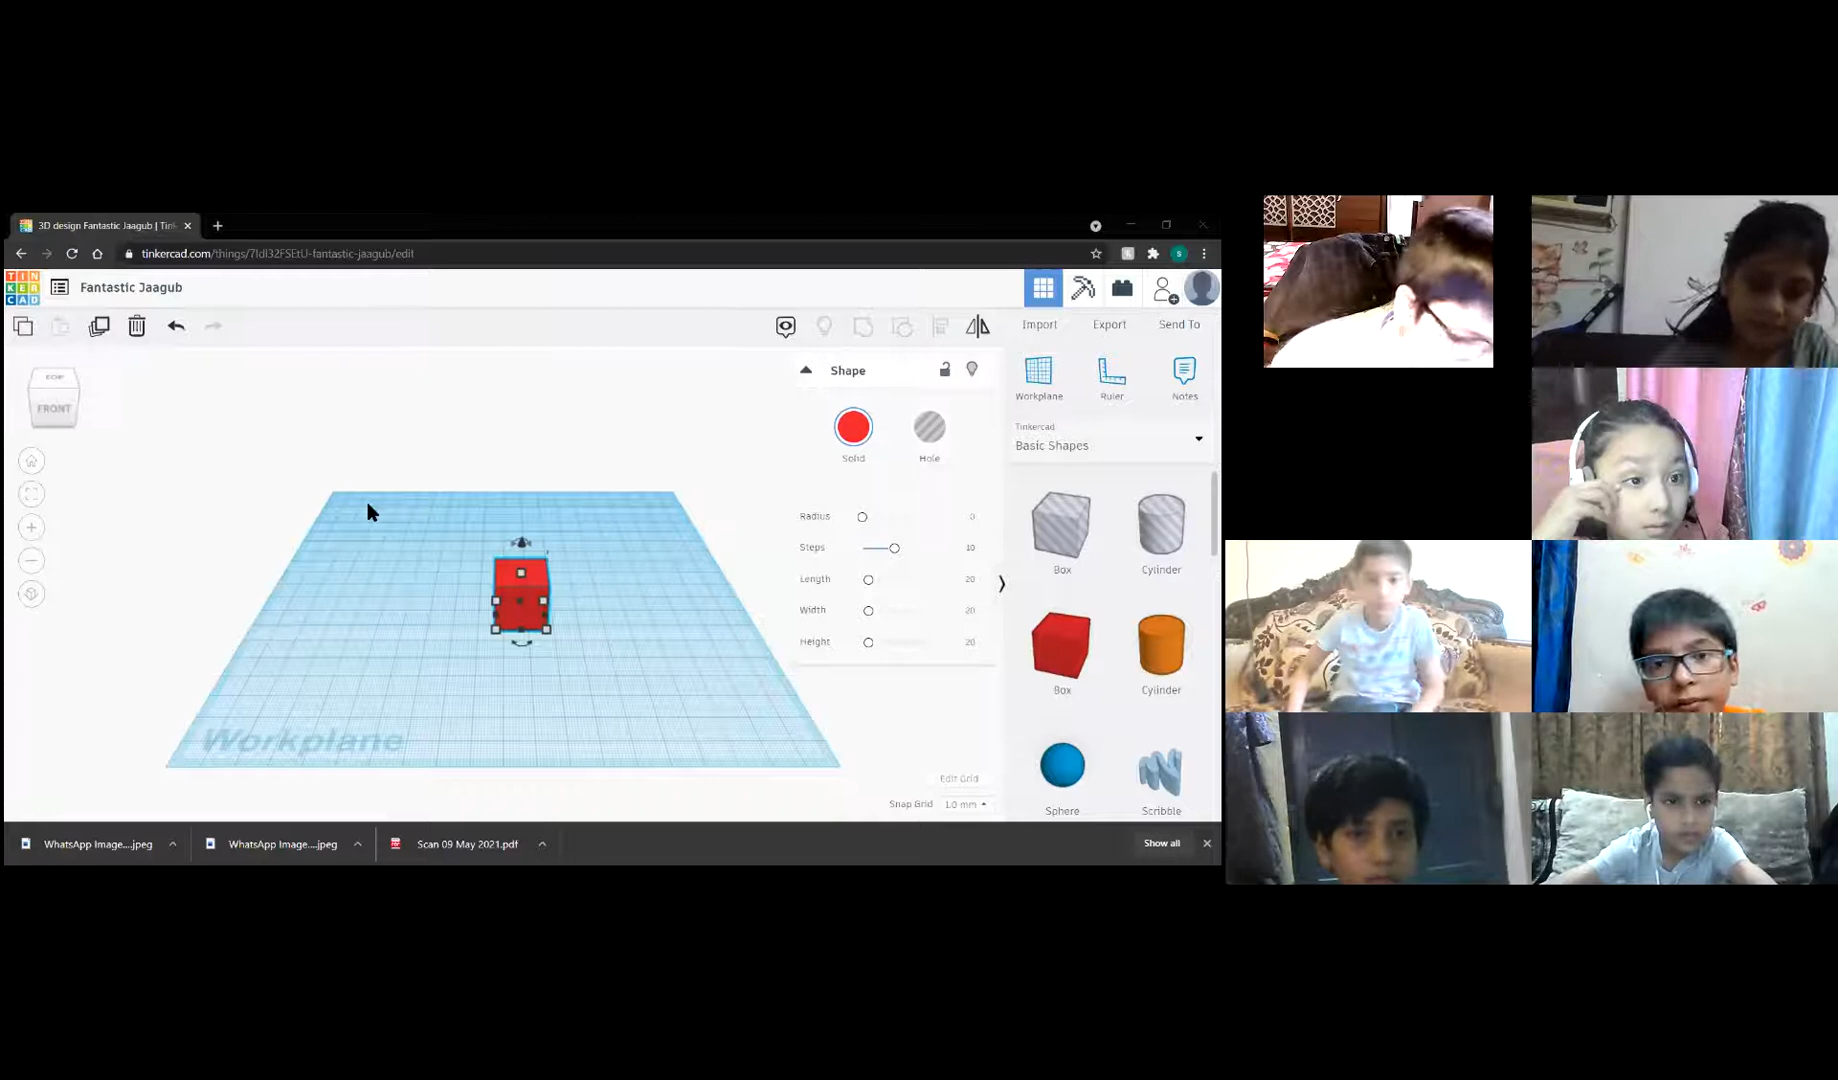 3D design Fantastic Jaagub | Tin
tinkercad.com/things/7ldl32FSEtU-fantastic-jaagub/edit
TIN
KER
CAD
Fantastic Jaagub
Import
Export
Send To
TOP
FRONT
Shape
Solid
Hole
Workplane
Ruler
Notes
Tinkercad
Basic Shapes
Radius 0
Steps 10
Length 20
Width 20
Height 20
Box
Cylinder
Box
Cylinder
Sphere
Scribble
Workplane
Edit Grid
Snap Grid 1.0 mm
WhatsApp Image....jpeg
WhatsApp Image....jpeg
Scan 09 May 2021.pdf
Show all